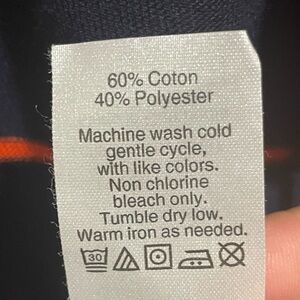 60% Coton
40% Polyester
Machine wash cold
gentle cycle,
with like colors.
Non chlorine
bleach only.
Tumble dry low.
Warm iron as needed.
30